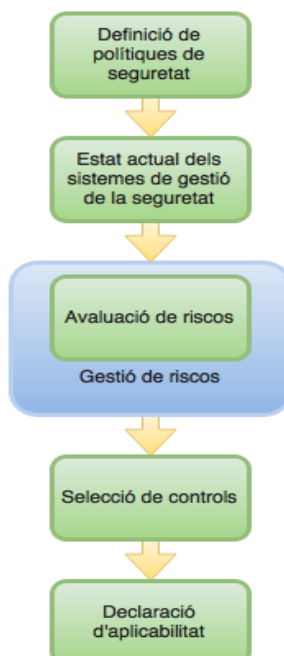 Definició de
polítiques de
seguretat
Estat actual dels
sistemes de gestió
de la seguretat
Avaluació de riscos
Gestió de riscos
Selecció de controls
Declaració
d'aplicabilitat